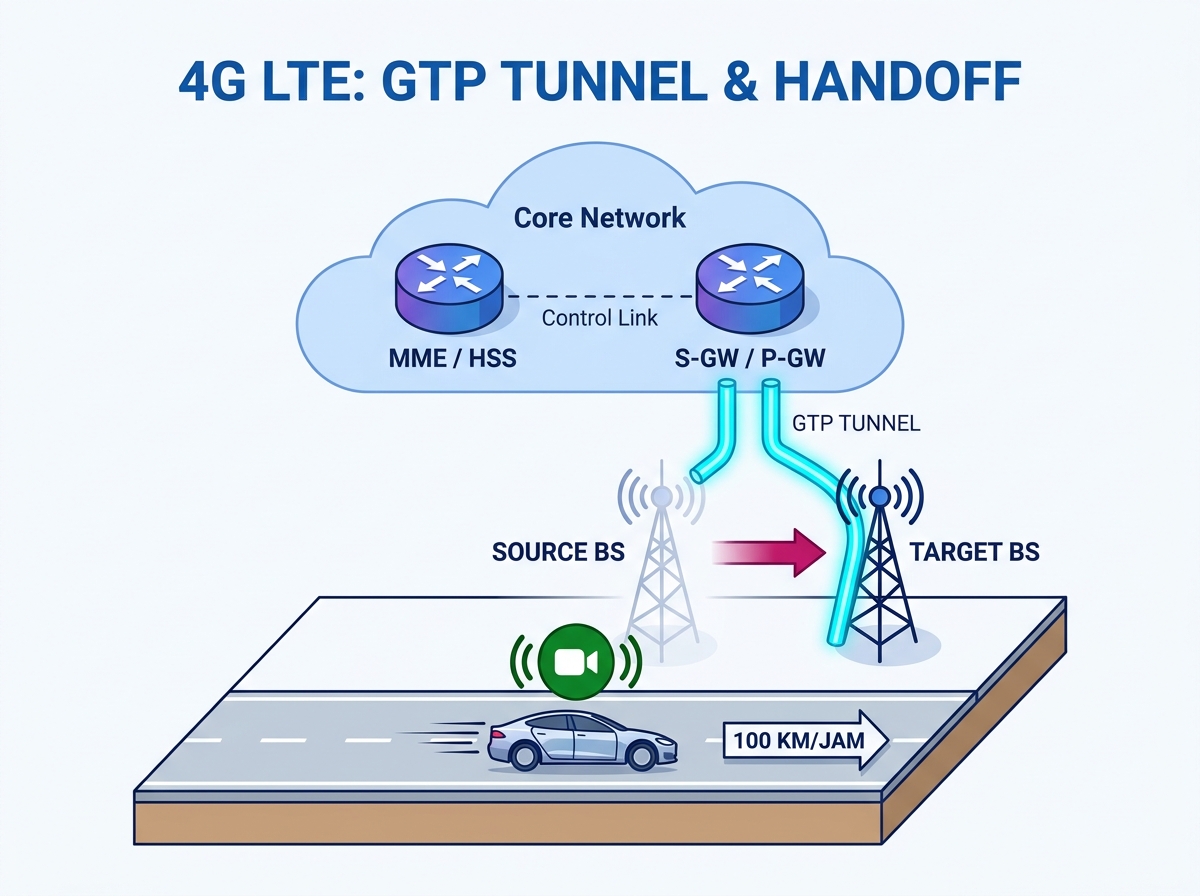 4G LTE: GTP TUNNEL & HANDOFF
Core Network
Control Link
MME / HSS
S-GW / P-GW
GTP TUNNEL
SOURCE BS
TARGET BS
100 KM/JAM